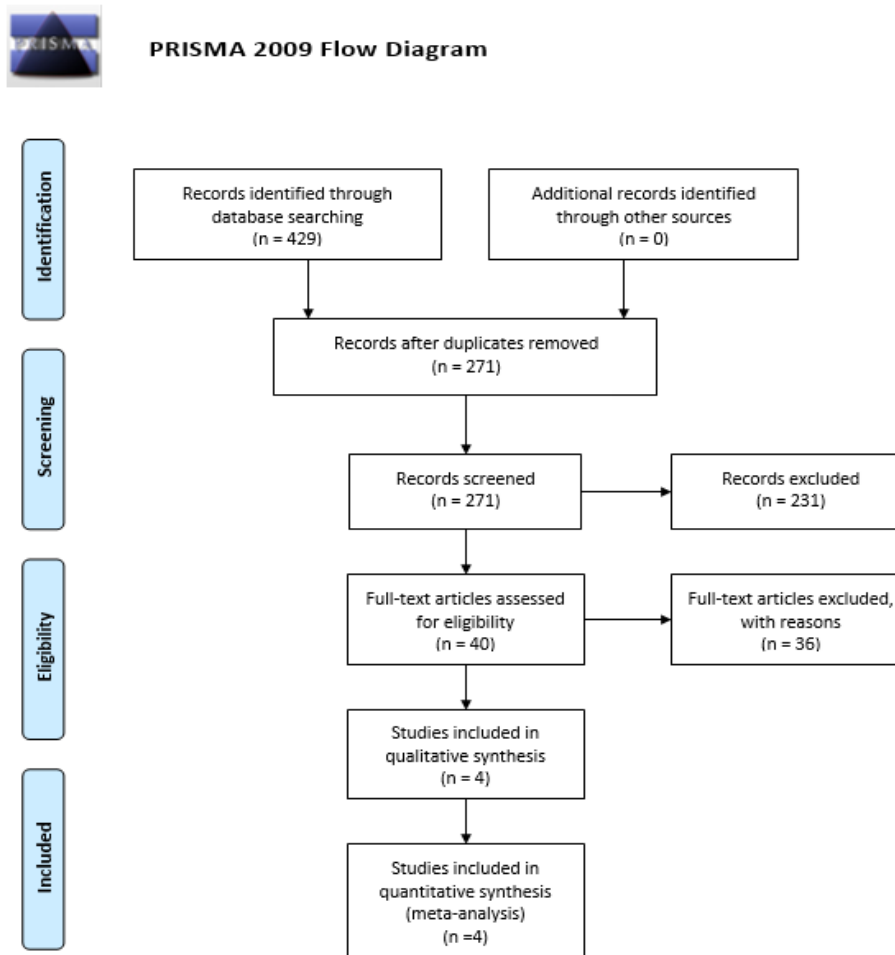 PRISMA
PRISMA 2009 Flow Diagram
Identification
Records identified through
database searching
(n = 429)
Additional records identified
through other sources
(n = 0)
Records after duplicates removed
(n = 271)
Screening
Records screened
(n = 271)
Records excluded
(n = 231)
Eligibility
Full-text articles assessed
for eligibility
(n = 40)
Full-text articles excluded,
with reasons
(n = 36)
Studies included in
qualitative synthesis
(n = 4)
Included
Studies included in
quantitative synthesis
(meta-analysis)
(n =4)